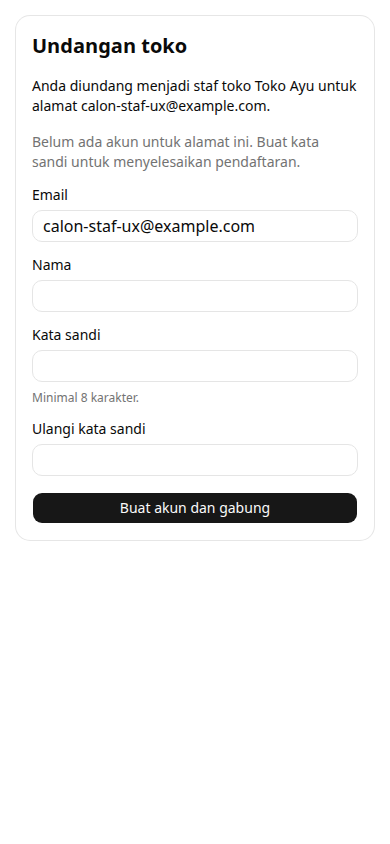 Undangan toko
Anda diundang menjadi staf toko Toko Ayu untuk
alamat calon-staf-ux@example.com.
Belum ada akun untuk alamat ini. Buat kata
sandi untuk menyelesaikan pendaftaran.
Email
calon-staf-ux@example.com
Nama
Kata sandi
Minimal 8 karakter.
Ulangi kata sandi
Buat akun dan gabung